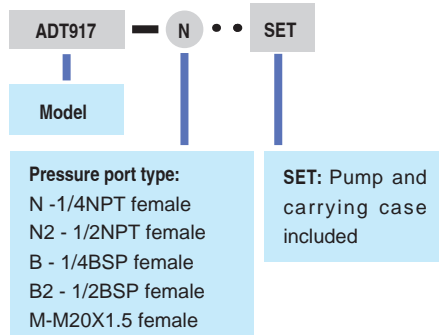 ADT917 — N • • SET
Model
Pressure port type:
N -1/4NPT female
N2 - 1/2NPT female
B - 1/4BSP female
B2 - 1/2BSP female
M-M20X1.5 female
SET: Pump and
carrying case
included